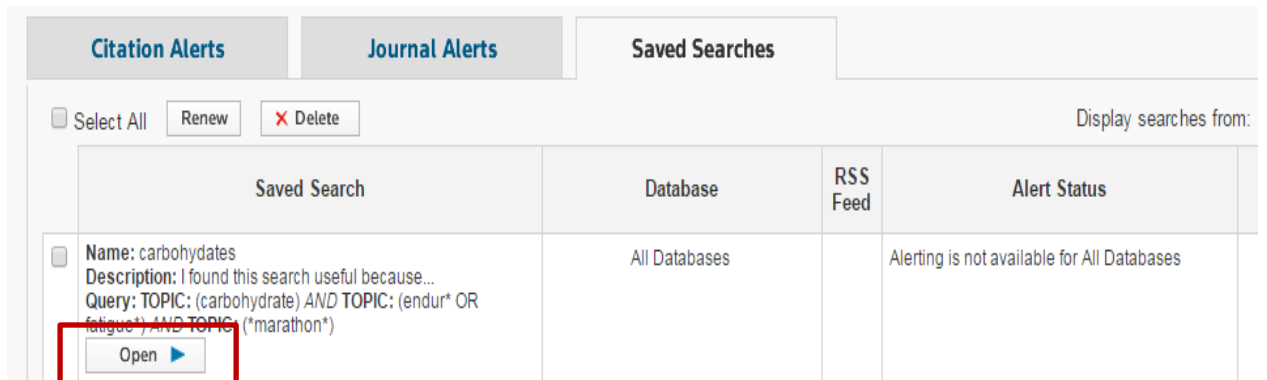 Citation Alerts Journal Alerts Saved Searches
Select All Renew Delete Display searches from:
Saved Search Database RSS Feed Alert Status
Name: carbohydates All Databases Alerting is not available for All Databases
Description: I found this search useful because...
Query: TOPIC: (carbohydrate) AND TOPIC: (endur* OR
fatigue*) AND TOPIC: (*marathon*)
Open